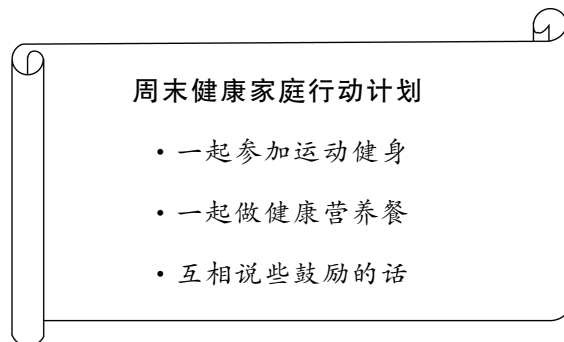 周末健康家庭行动计划
·一起参加运动健身
·一起做健康营养餐
·互相说些鼓励的话